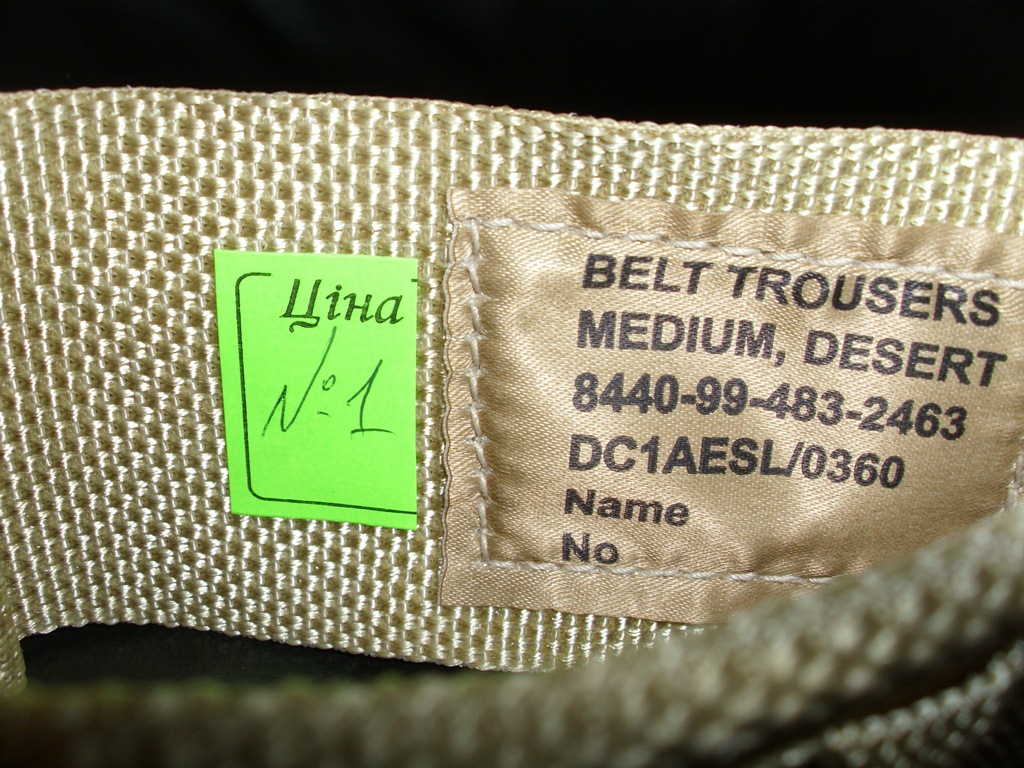 Ціна
№1
BELT TROUSERS
MEDIUM, DESERT
8440-99-483-2463
DC1AESL/0360
Name
No